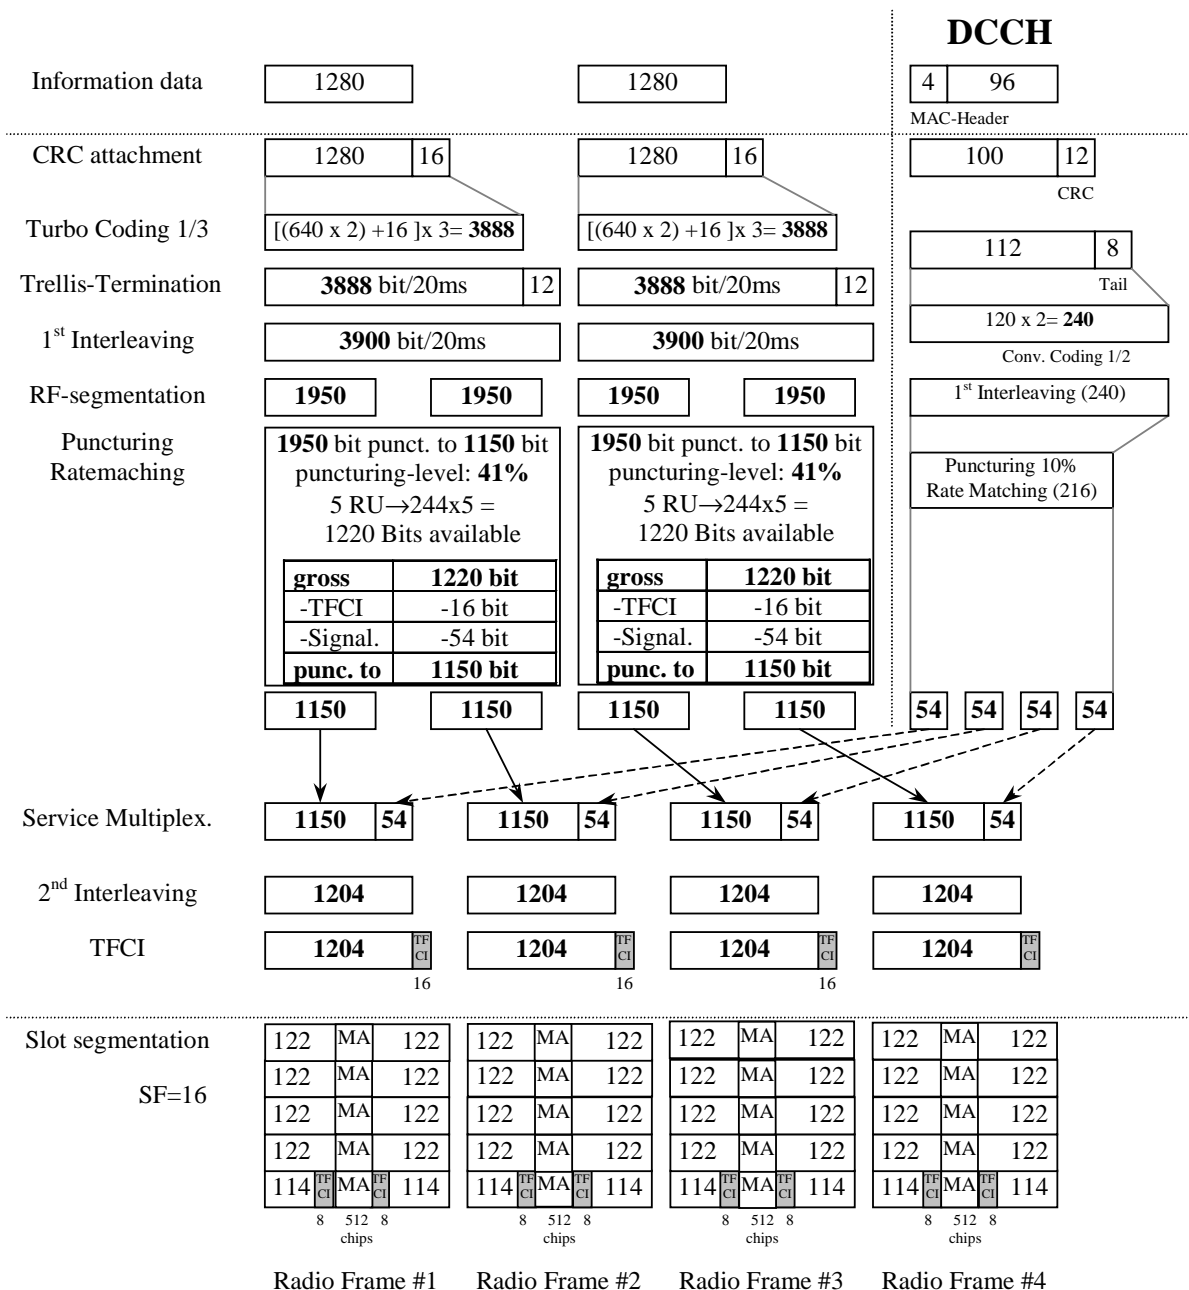 DCCH
Information data 1280 1280 4 96
MAC-Header
CRC attachment 1280 16 1280 16 100 12
CRC
Turbo Coding 1/3 [(640 x 2) +16 ]x 3= 3888 [(640 x 2) +16 ]x 3= 3888
112 8
Tail
Trellis-Termination 3888 bit/20ms 12 3888 bit/20ms 12
120 x 2= 240
Conv. Coding 1/2
1st Interleaving 3900 bit/20ms 3900 bit/20ms
RF-segmentation 1950 1950 1950 1950 1st Interleaving (240)
Puncturing
Ratemaching
1950 bit punct. to 1150 bit
puncturing-level: 41%
5 RU→244x5 =
1220 Bits available
gross 1220 bit
-TFCI -16 bit
-Signal. -54 bit
punc. to 1150 bit
1950 bit punct. to 1150 bit
puncturing-level: 41%
5 RU→244x5 =
1220 Bits available
gross 1220 bit
-TFCI -16 bit
-Signal. -54 bit
punc. to 1150 bit
Puncturing 10%
Rate Matching (216)
1150 1150 1150 1150 54 54 54 54
Service Multiplex. 1150 54 1150 54 1150 54 1150 54
2nd Interleaving 1204 1204 1204 1204
TFCI 1204 TF CI 1204 TF CI 1204 TF CI 1204 TF CI
16 16 16
Slot segmentation 122 MA 122 122 MA 122 122 MA 122 122 MA 122
SF=16 122 MA 122 122 MA 122 122 MA 122 122 MA 122
122 MA 122 122 MA 122 122 MA 122 122 MA 122
122 MA 122 122 MA 122 122 MA 122 122 MA 122
114 TF CI MA TF CI 114 114 TF CI MA TF CI 114 114 TF CI MA TF CI 114 114 TF CI MA TF CI 114
8 512 8 8 512 8 8 512 8 8 512 8
chips chips chips chips
Radio Frame #1 Radio Frame #2 Radio Frame #3 Radio Frame #4